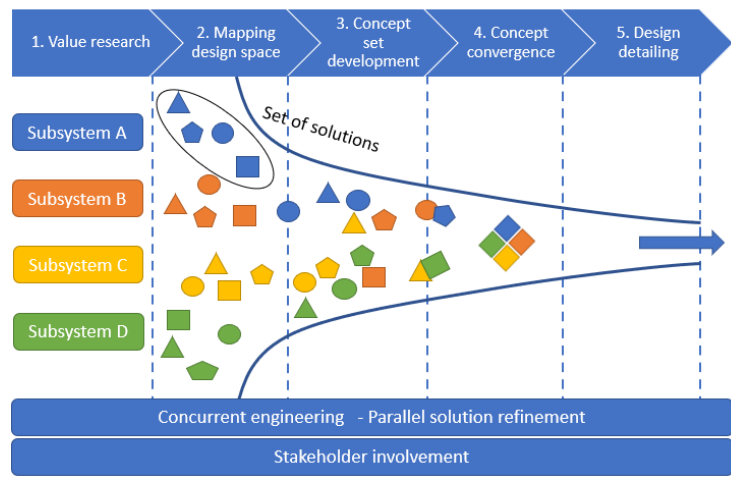 1. Value research
2. Mapping
design space
3. Concept
set
development
4. Concept
convergence
5. Design
detailing
Set of solutions
Subsystem A
Subsystem B
Subsystem C
Subsystem D
Concurrent engineering - Parallel solution refinement
Stakeholder involvement